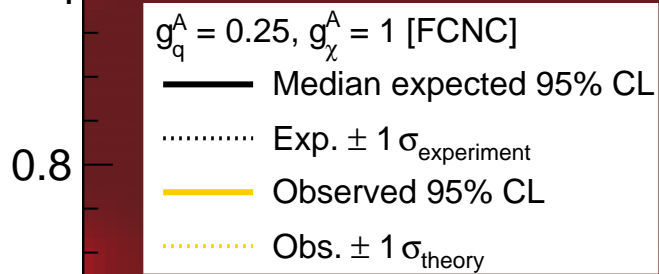 g_q^A = 0.25, g_χ^A = 1 [FCNC]
Median expected 95% CL
Exp. ± 1 σ_experiment
0.8
Observed 95% CL
Obs. ± 1 σ_theory